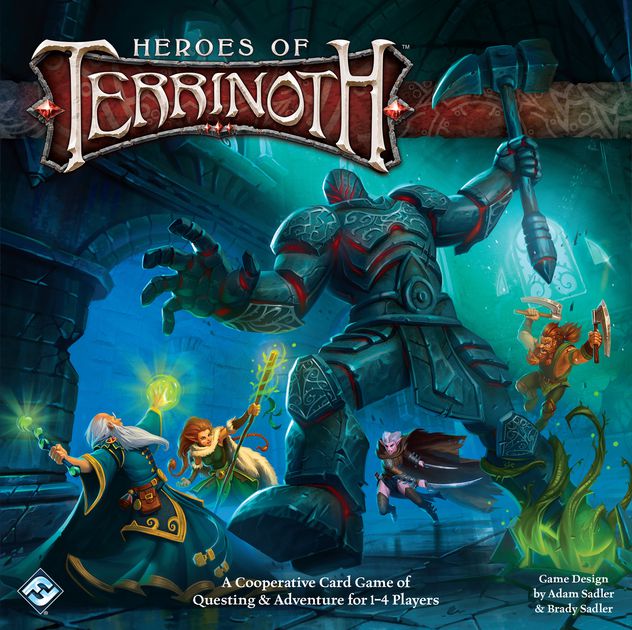 HEROES OF
TERRINOTH™
A Cooperative Card Game of
Questing & Adventure for 1–4 Players
Game Design
by Adam Sadler
& Brady Sadler